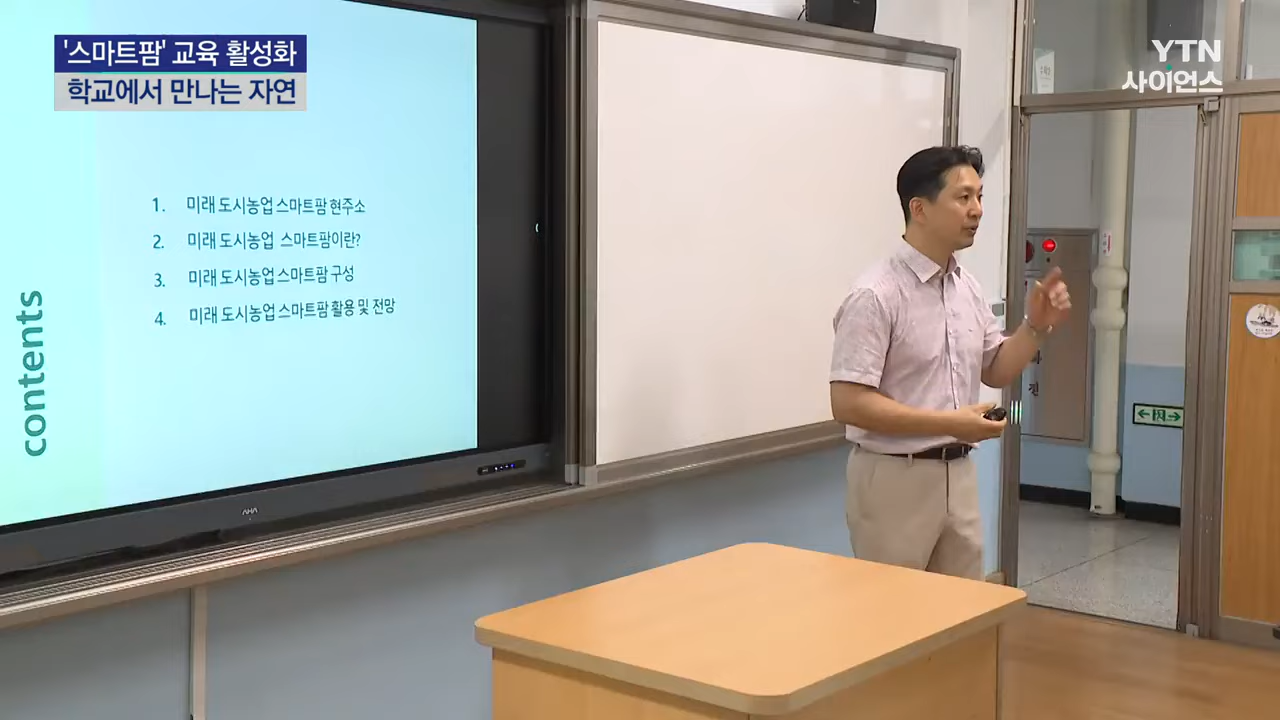 '스마트팜' 교육 활성화
학교에서 만나는 자연
YTN
사이언스
1. 미래 도시농업 스마트팜 현주소
2. 미래 도시농업 스마트팜이란?
3. 미래 도시농업 스마트팜 구성
4. 미래 도시농업 스마트팜 활용 및 전망
contents
AHA